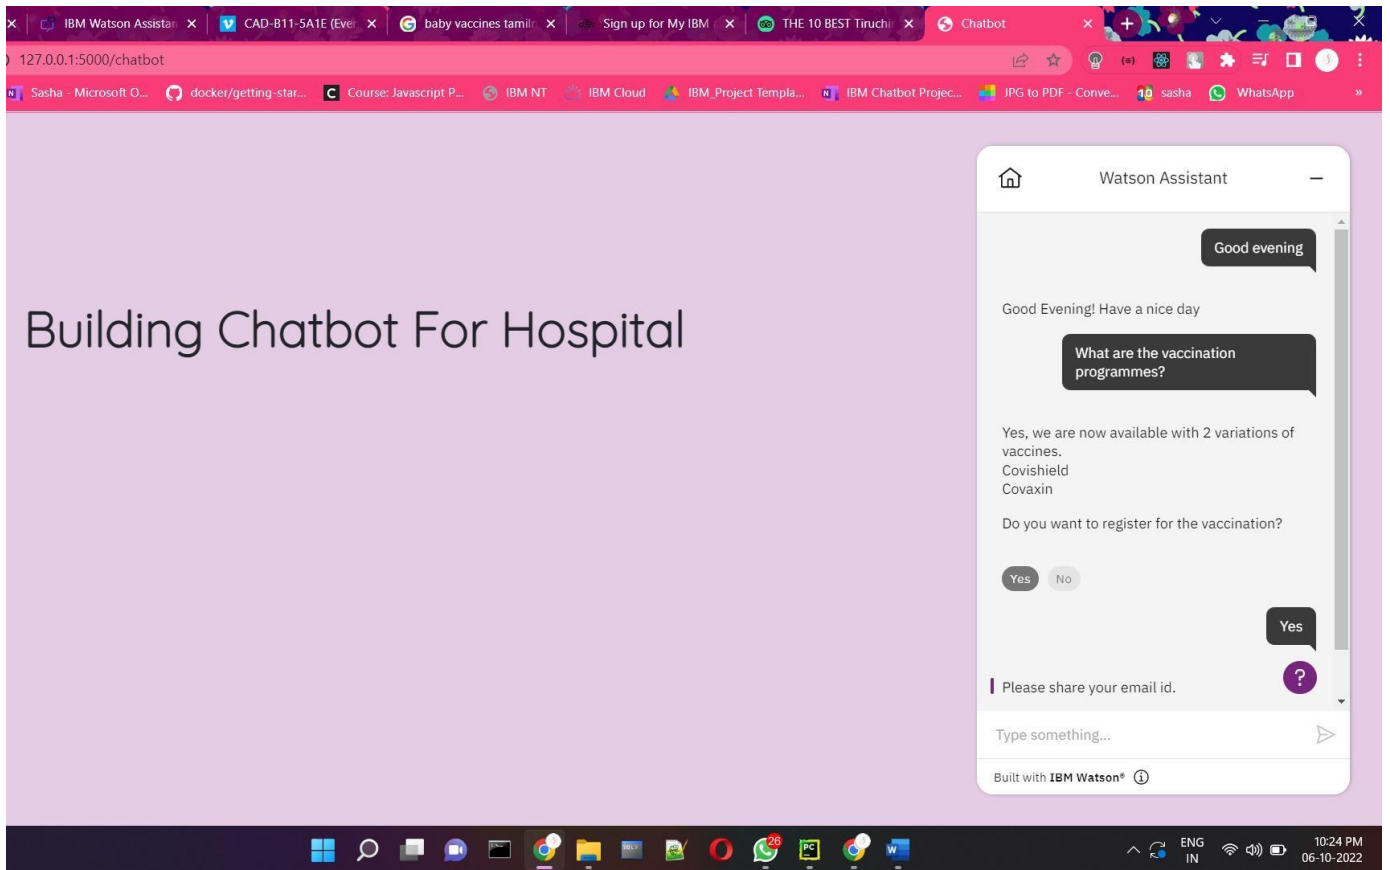 IBM Watson Assistan
CAD-B11-5A1E (Ever
baby vaccines tamiln
Sign up for My IBM
THE 10 BEST Tiruchir
Chatbot
127.0.0.1:5000/chatbot
Sasha - Microsoft O...
docker/getting-star...
Course: Javascript P...
IBM NT
IBM Cloud
IBM_Project Templa...
IBM Chatbot Projec...
JPG to PDF - Conve...
sasha
WhatsApp
»
Building Chatbot For Hospital
Watson Assistant
Good evening
Good Evening! Have a nice day
What are the vaccination
programmes?
Yes, we are now available with 2 variations of
vaccines.
Covishield
Covaxin
Do you want to register for the vaccination?
Yes
No
Yes
?
Please share your email id.
Type something...
Built with IBM Watson®
26
ENG
IN
10:24 PM
06-10-2022